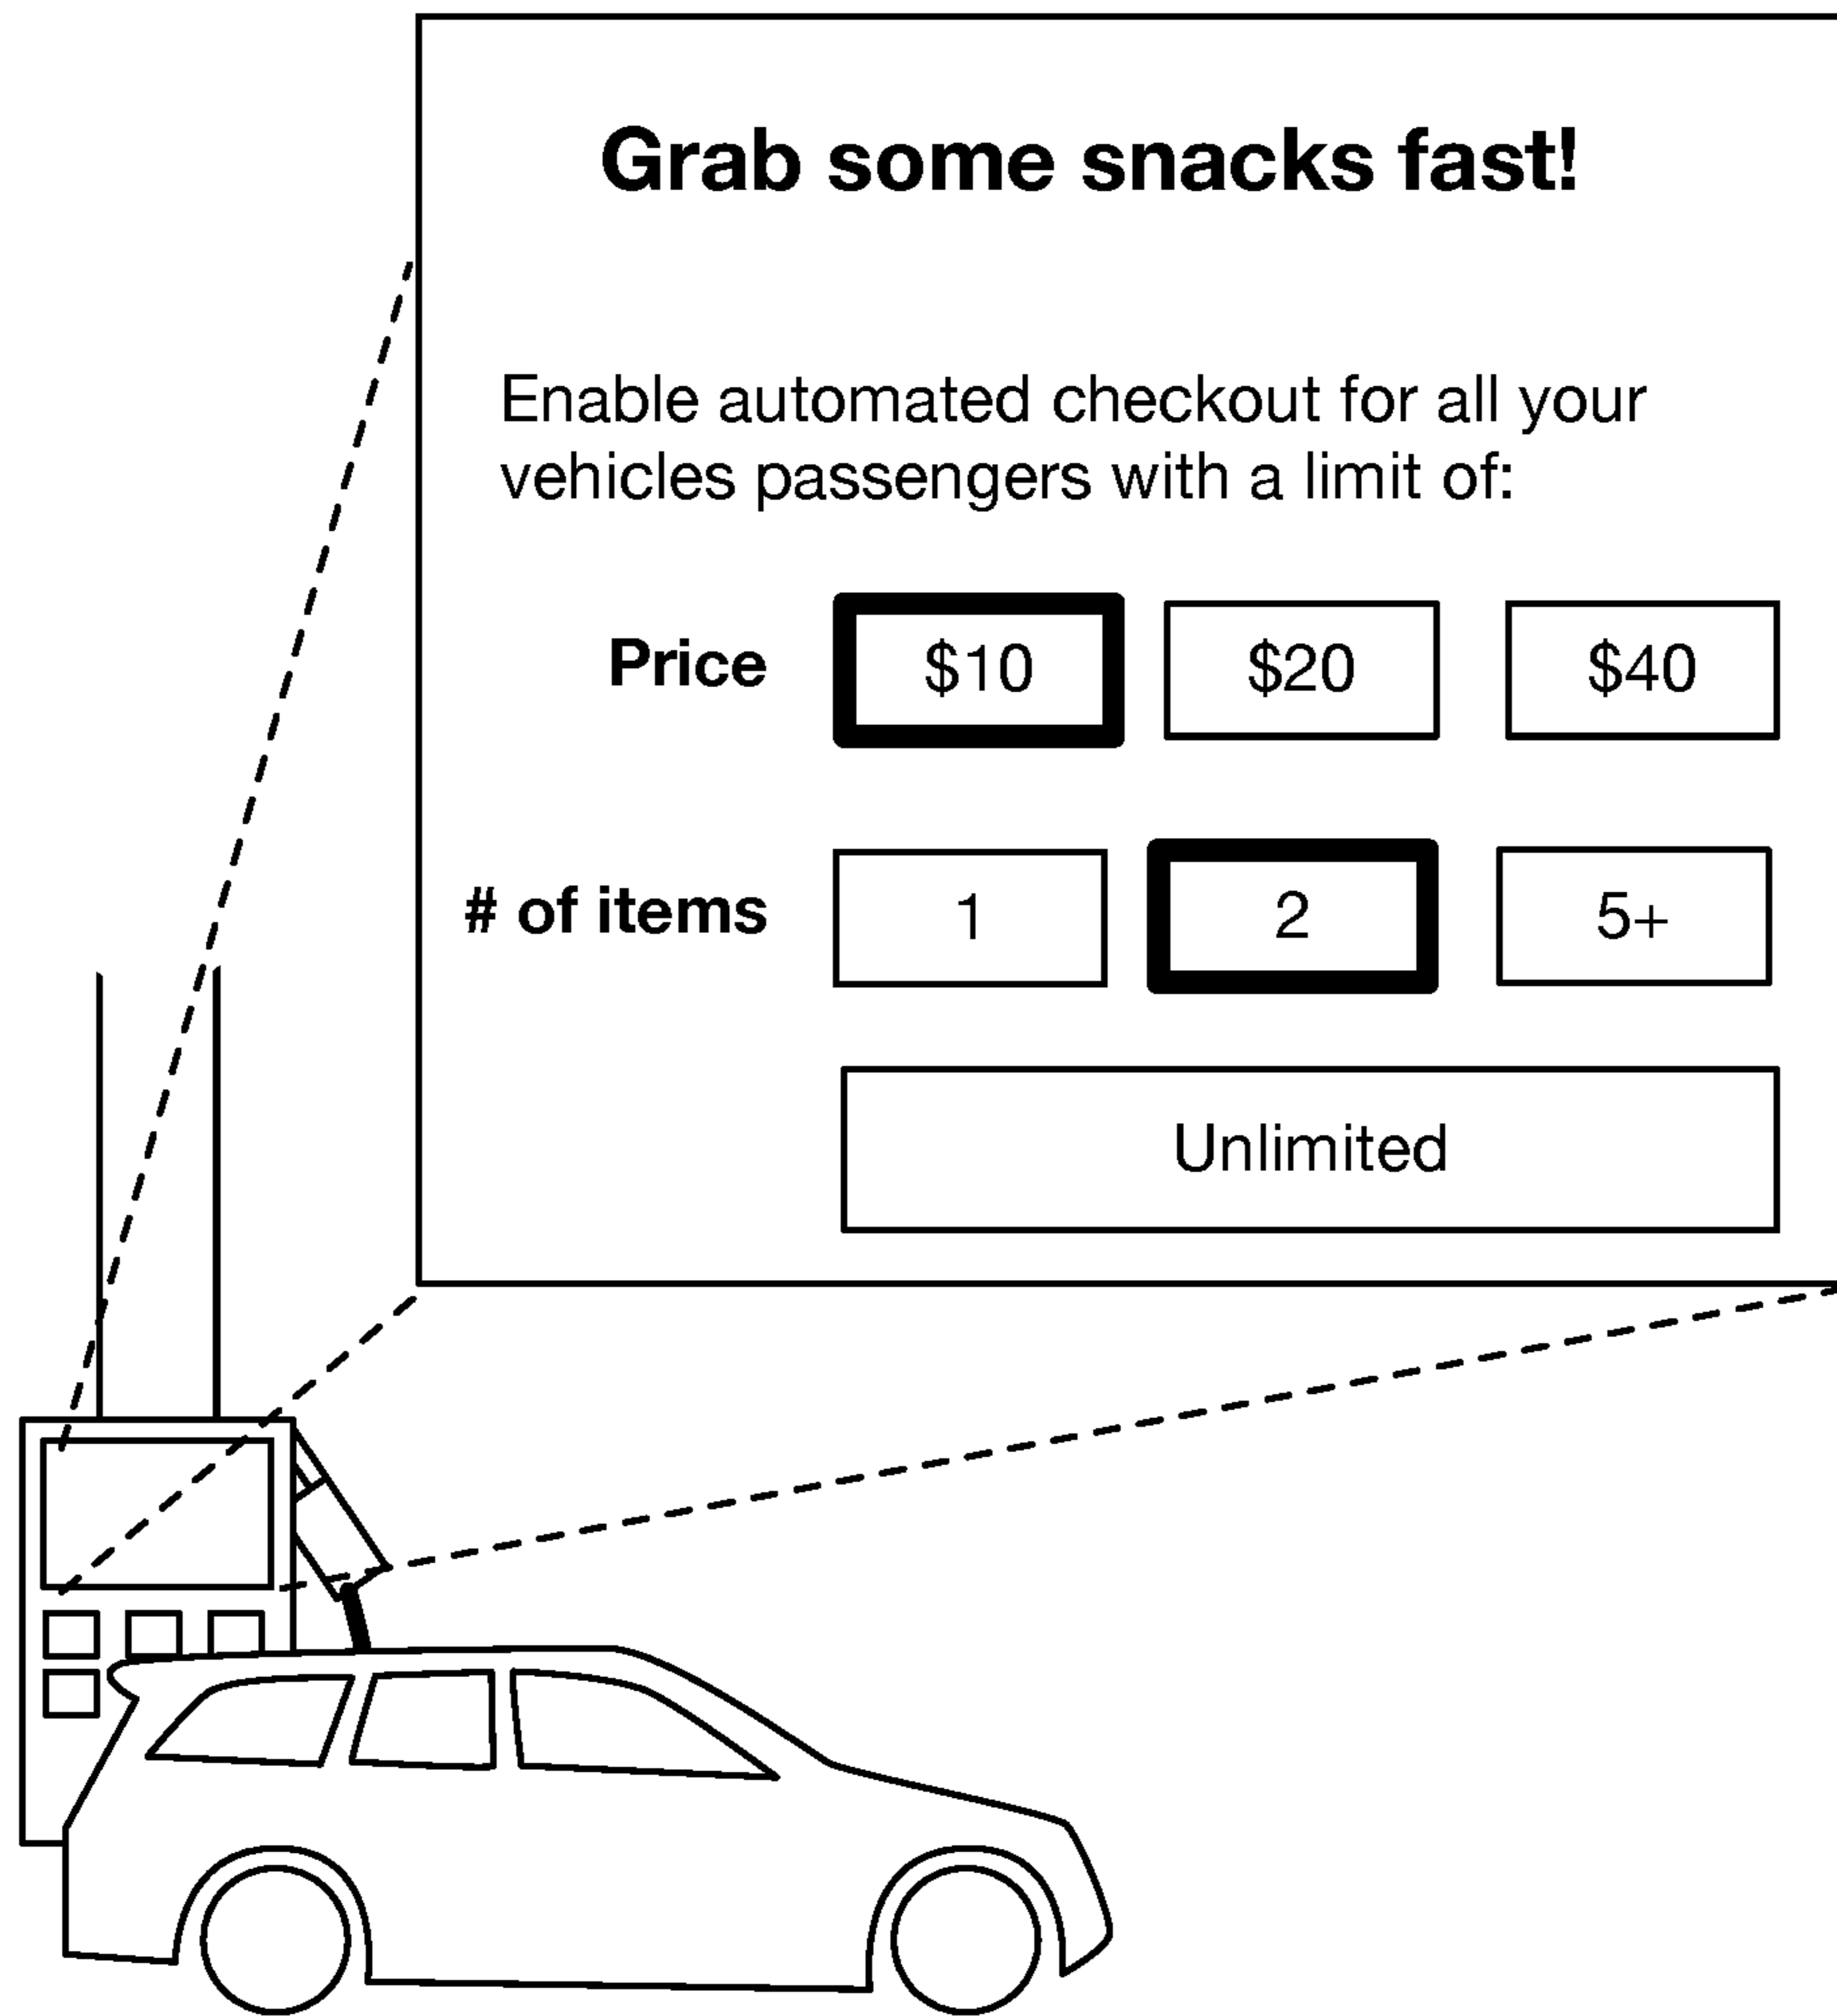 Grab some snacks fast!
Enable automated checkout for all your
vehicles passengers with a limit of:
Price $10 $20 $40
# of items 1 2 5+
Unlimited